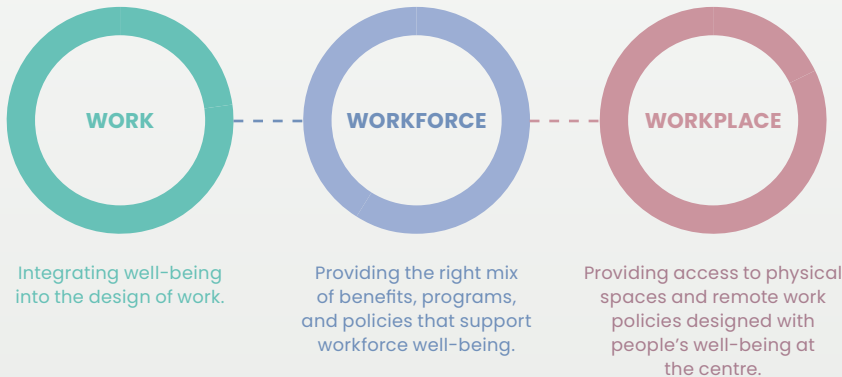 WORK
WORKFORCE
WORKPLACE
Integrating well-being
into the design of work.
Providing the right mix
of benefits, programs,
and policies that support
workforce well-being.
Providing access to physical
spaces and remote work
policies designed with
people's well-being at
the centre.